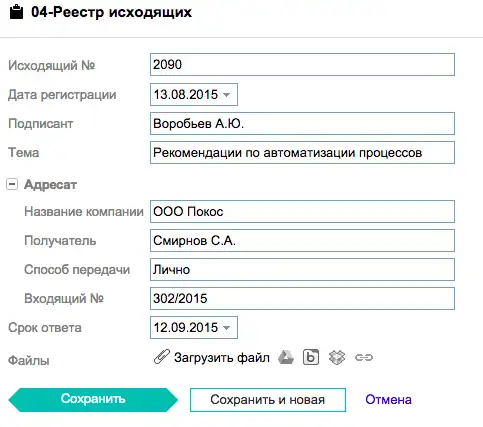 04-Реестр исходящих
Исходящий № 2090
Дата регистрации 13.08.2015
Подписант Воробьев А.Ю.
Тема Рекомендации по автоматизации процессов
Адресат
Название компании ООО Покос
Получатель Смирнов С.А.
Способ передачи Лично
Входящий № 302/2015
Срок ответа 12.09.2015
Файлы Загрузить файл b
Сохранить Сохранить и новая Отмена